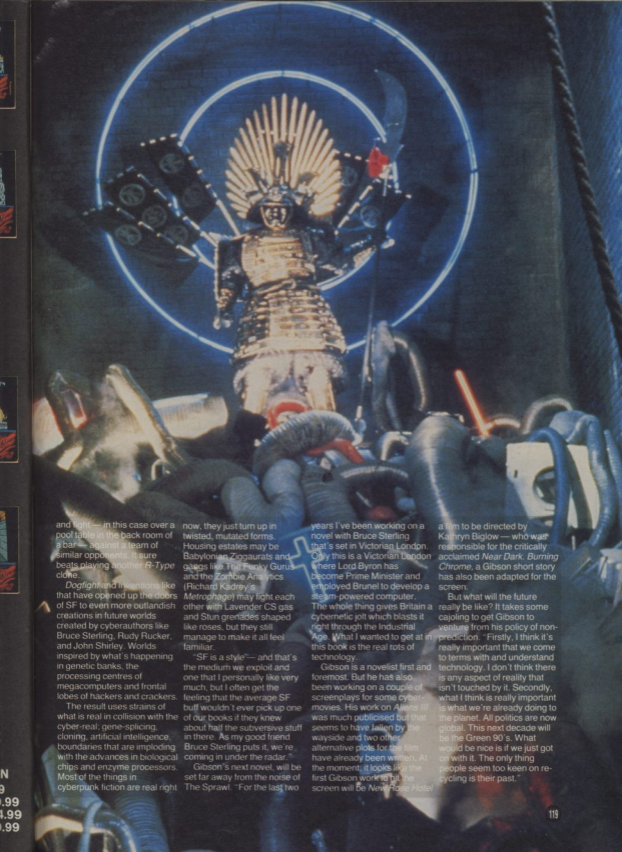 and fight — in this case over a
pool table in the back room of
a bar — against a team of
similar opponents. It sure
beats playing another R-Type
clone.
Dogfight and inventions like
that have opened up the doors
of SF to even more outlandish
creations in future worlds
created by cyberauthors like
Bruce Sterling, Rudy Rucker,
and John Shirley. Worlds
inspired by what's happening
in genetic banks, the
processing centres of
megacomputers and frontal
lobes of hackers and crackers.
The result uses strains of
what is real in collision with the
cyber-real: gene-splicing,
cloning, artificial intelligence,
boundaries that are imploding
with the advances in biological
chips and enzyme processors.
Most of the things in
cyberpunk fiction are real right
now, they just turn up in
twisted, mutated forms.
Housing estates may be
Babylonian Ziggaurats and
gangs like The Funky Gurus
and the Zombie Analytics
(Richard Kadrey's
Metrophage) may fight each
other with Lavender CS gas
and Stun grenades shaped
like roses, but they still
manage to make it all feel
familiar.
"SF is a style" — and that's
the medium we exploit and
one that I personally like very
much, but I often get the
feeling that the average SF
buff wouldn't ever pick up one
of our books if they knew
about half the subversive stuff
in there. As my good friend
Bruce Sterling puts it, we're
coming in under the radar."
Gibson's next novel, will be
set far away from the noise of
The Sprawl. "For the last two
years I've been working on a
novel with Bruce Sterling
that's set in Victorian London.
Only this is a Victorian London
where Lord Byron has
become Prime Minister and
employed Brunel to develop a
steam-powered computer.
The whole thing gives Britain a
cybernetic jolt which blasts it
right through the Industrial
Age. What I wanted to get at in
this book is the real rots of
technology."
Gibson is a novelist first and
foremost. But he has also
been working on a couple of
screenplays for some cyber-
movies. His work on Aliens III
was much publicised but that
seems to have fallen by
wayside and two other
alternative plots for the film
have already been written. At
the moment, it looks like the
first Gibson work to hit the
screen will be New Rose Hotel
a film to be directed by
Kathryn Biglow — who was
responsible for the critically
acclaimed Near Dark. Burning
Chrome, a Gibson short story
has also been adapted for the
screen.
But what will the future
really be like? It takes some
cajoling to get Gibson to
venture from his policy of non-
prediction. "Firstly, I think it's
really important that we come
to terms with and understand
technology. I don't think there
is any aspect of reality that
isn't touched by it. Secondly,
what I think is really important
is what we're already doing to
the planet. All politics are now
global. This next decade will
be the Green 90's. What
would be nice is if we just got
on with it. The only thing
people seem too keen on re-
cycling is their past."
119
N
9
9.99
4.99
9.99